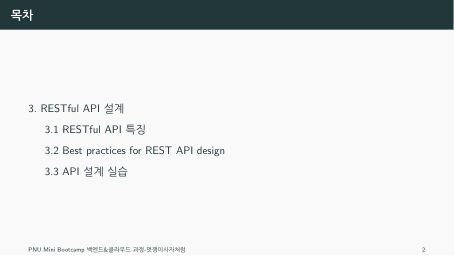 목차
3. RESTful API 설계
3.1 RESTful API 특징
3.2 Best practices for REST API design
3.3 API 설계 실습
PNU Mini Bootcamp 백엔드&클라우드 과정-멋쟁이사자처럼
2